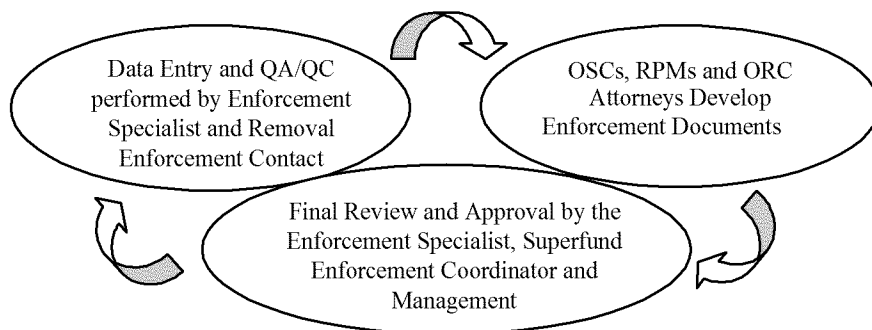 Data Entry and QA/QC
performed by Enforcement
Specialist and Removal
Enforcement Contact
OSCs, RPMs and ORC
Attorneys Develop
Enforcement Documents
Final Review and Approval by the
Enforcement Specialist, Superfund
Enforcement Coordinator and
Management